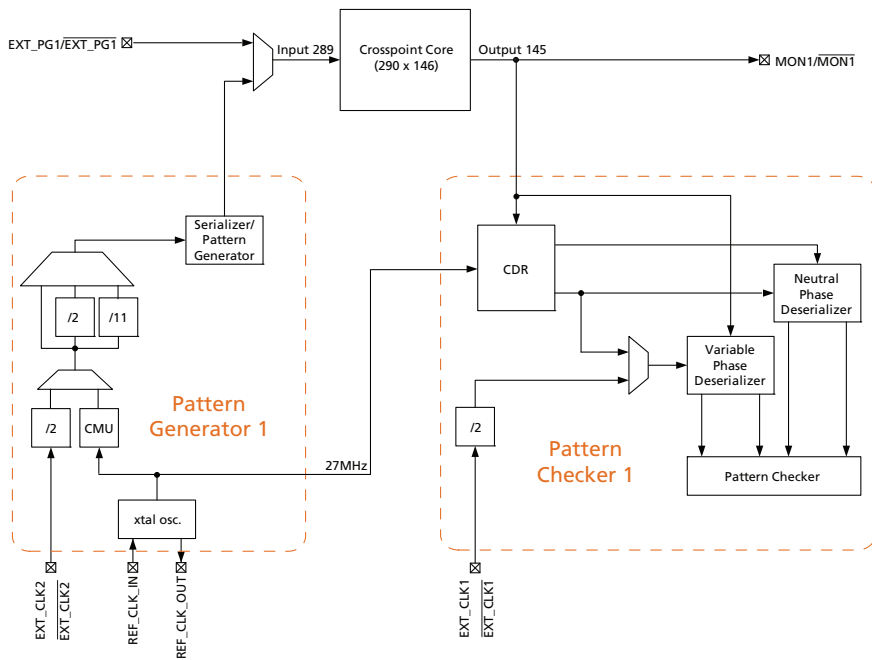 EXT_PG1/EXT_PG1
Input 289
Crosspoint Core
(290 x 146)
Output 145
MON1/MON1
Serializer/
Pattern
Generator
CDR
Neutral
Phase
Deserializer
/2
/11
Variable
Phase
Deserializer
/2
CMU
Pattern
Generator 1
/2
Pattern
Checker 1
27MHz
Pattern Checker
xtal osc.
EXT_CLK2
EXT_CLK2
REF_CLK_IN
REF_CLK_OUT
EXT_CLK1
EXT_CLK1